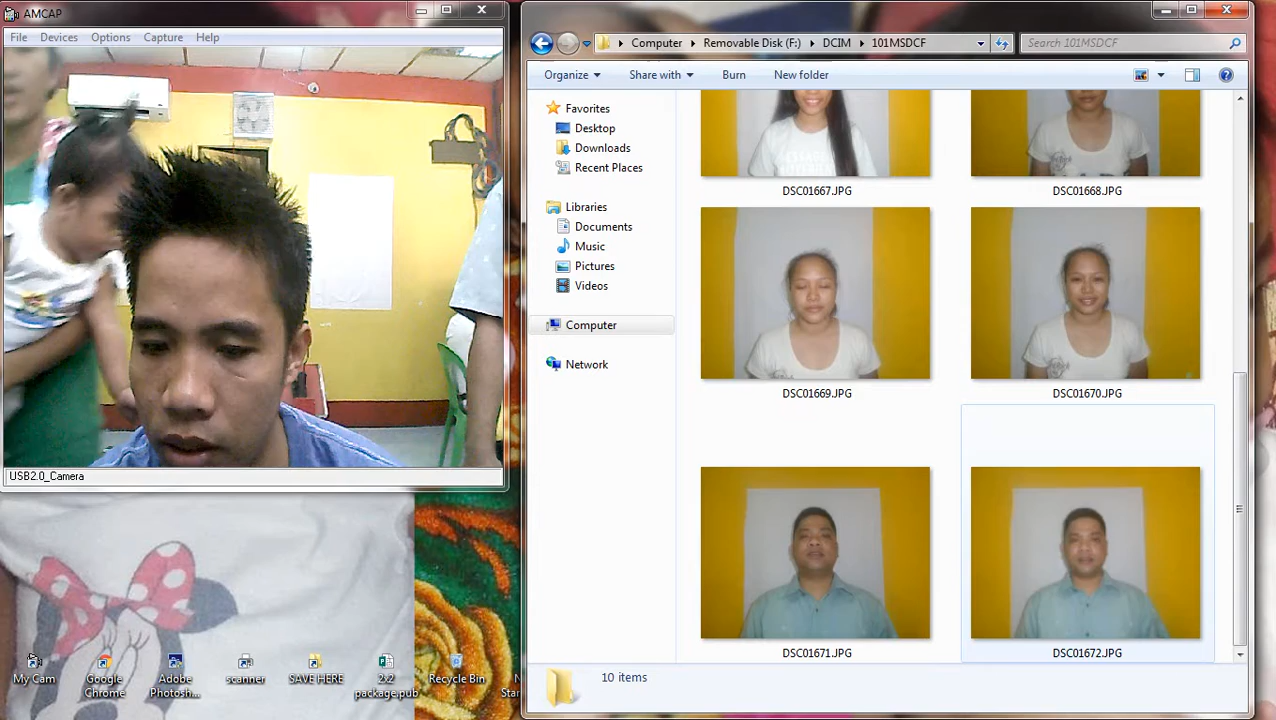 AMCAP
File Devices Options Capture Help
USB2.0_Camera
My Cam
Google Chrome
Adobe Photosh...
scanner
SAVE HERE
2x2 package.pub
Recycle Bin
Computer Removable Disk (F:) DCIM 101MSDCF
Search 101MSDCF
Organize Share with Burn New folder
Favorites
Desktop
Downloads
Recent Places
Libraries
Documents
Music
Pictures
Videos
Computer
Network
DSC01667.JPG
DSC01668.JPG
DSC01669.JPG
DSC01670.JPG
DSC01671.JPG
DSC01672.JPG
10 items